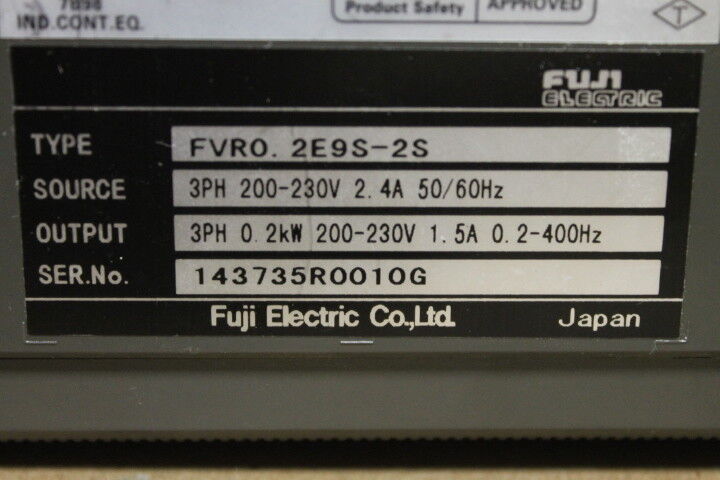 7B98
IND.CONT.EQ.
Product Safety
APPROVED
T
FUJI
ELECTRIC
TYPE FVR0. 2E9S-2S
SOURCE 3PH 200-230V 2.4A 50/60Hz
OUTPUT 3PH 0.2kW 200-230V 1.5A 0.2-400Hz
SER.No. 143735R0010G
Fuji Electric Co.,Ltd. Japan